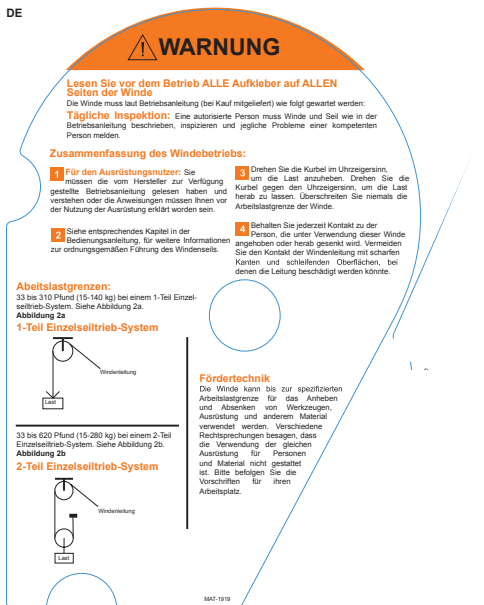 DE
WARNUNG
Lesen Sie vor dem Betrieb ALLE Aufkleber auf ALLEN
Seiten der Winde
Die Winde muss laut Betriebsanleitung (bei Kauf mitgeliefert) wie folgt gewartet werden:
Tägliche Inspektion: Eine autorisierte Person muss Winde und Seil wie in der
Betriebsanleitung beschrieben, inspizieren und jegliche Probleme einer kompetenten
Person melden.
Zusammenfassung des Windebetriebs:
1 Für den Ausrüstungsnutzer: Sie
müssen die vom Hersteller zur Verfügung
gestellte Betriebsanleitung gelesen haben und
verstehen oder die Anweisungen müssen Ihnen vor
der Nutzung der Ausrüstung erklärt worden sein.
2 Siehe entsprechendes Kapitel in der
Bedienungsanleitung, für weitere Informationen
zur ordnungsgemäßen Führung des Windenseils.
3 Drehen Sie die Kurbel im Uhrzeigersinn,
um die Last anzuheben. Drehen Sie die
Kurbel gegen den Uhrzeigersinn, um die Last
herab zu lassen. Überschreiten Sie niemals die
Arbeitslastgrenze der Winde.
4 Behalten Sie jederzeit Kontakt zu der
Person, die unter Verwendung dieser Winde
angehoben oder herab gesenkt wird. Vermeiden
Sie den Kontakt der Windenleitung mit scharfen
Kanten und schleifenden Oberflächen, bei
denen die Leitung beschädigt werden könnte.
Abeitslastgrenzen:
33 bis 310 Pfund (15-140 kg) bei einem 1-Teil Einzel-
seiltrieb-System. Siehe Abbildung 2a.
Abbildung 2a
1-Teil Einzelseiltrieb-System
Windenleitung
Last
33 bis 620 Pfund (15-280 kg) bei einem 2-Teil
Einzelseiltrieb-System. Siehe Abbildung 2b.
Abbildung 2b
2-Teil Einzelseiltrieb-System
Windenleitung
Last
Fördertechnik
Die Winde kann bis zur spezifizierten
Arbeitslastgrenze für das Anheben
und Absenken von Werkzeugen,
Ausrüstung und anderem Material
verwendet werden. Verschiedene
Rechtsprechungen besagen, dass
die Verwendung der gleichen
Ausrüstung für Personen
und Material nicht gestattet
ist. Bitte befolgen Sie die
Vorschriften für ihren
Arbeitsplatz.
MAT-1919